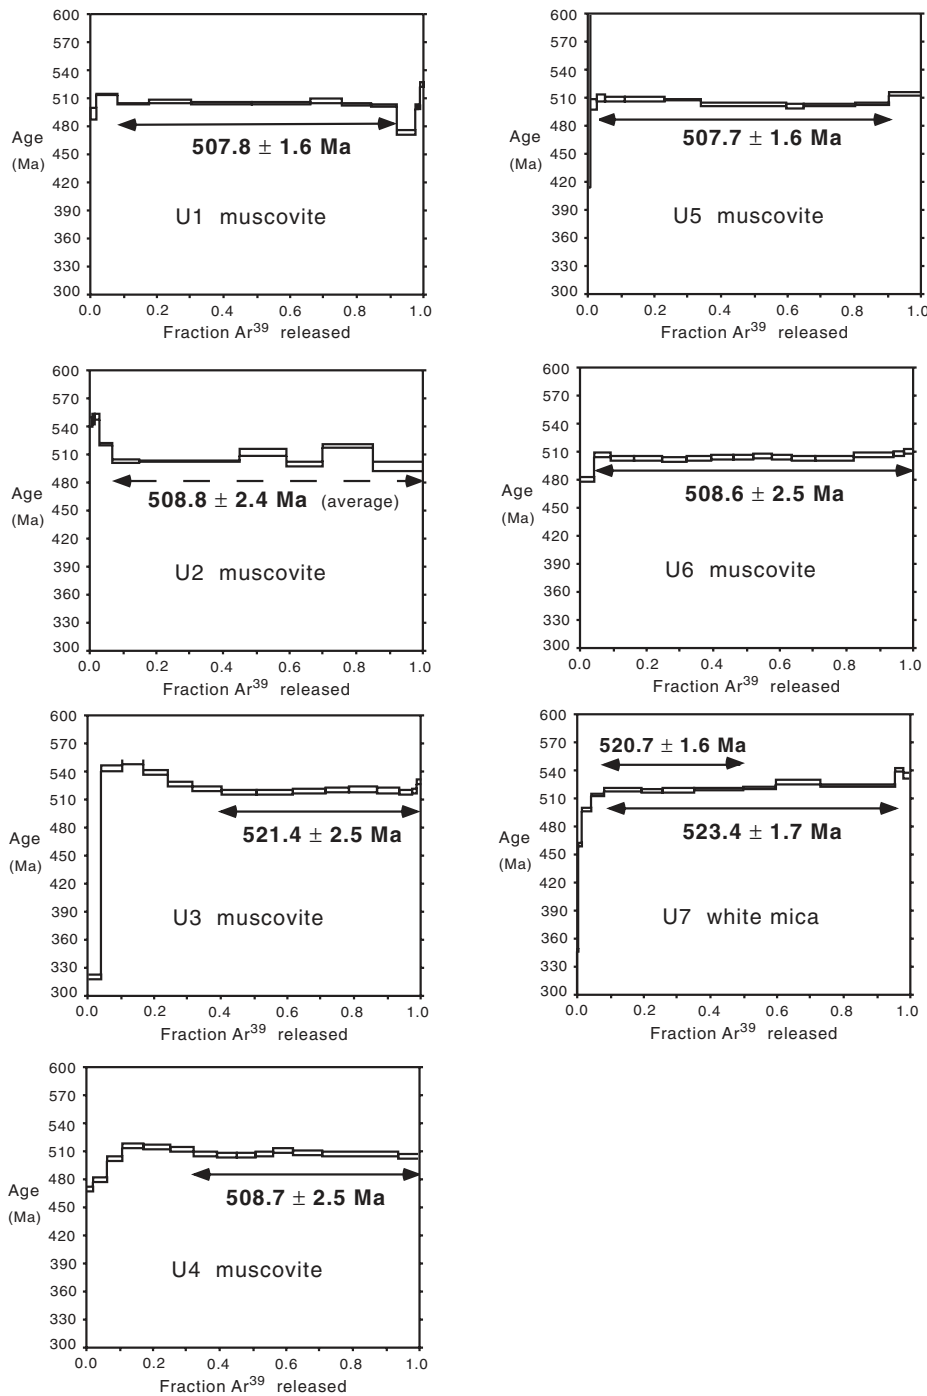 600
570
540
510
480
450
420
390
360
330
300
Age
(Ma)
507.8 ± 1.6 Ma
U1 muscovite
0.0 0.2 0.4 0.6 0.8 1.0
Fraction Ar39 released
600
570
540
510
480
450
420
390
360
330
300
Age
(Ma)
507.7 ± 1.6 Ma
U5 muscovite
0.0 0.2 0.4 0.6 0.8 1.0
Fraction Ar39 released
600
570
540
510
480
450
420
390
360
330
300
Age
(Ma)
508.8 ± 2.4 Ma (average)
U2 muscovite
0.0 0.2 0.4 0.6 0.8 1.0
Fraction Ar39 released
600
570
540
510
480
450
420
390
360
330
300
Age
(Ma)
508.6 ± 2.5 Ma
U6 muscovite
0.0 0.2 0.4 0.6 0.8 1.0
Fraction Ar39 released
600
570
540
510
480
450
420
390
360
330
300
Age
(Ma)
521.4 ± 2.5 Ma
U3 muscovite
0.0 0.2 0.4 0.6 0.8 1.0
Fraction Ar39 released
600
570
540
510
480
450
420
390
360
330
300
Age
(Ma)
520.7 ± 1.6 Ma
523.4 ± 1.7 Ma
U7 white mica
0.0 0.2 0.4 0.6 0.8 1.0
Fraction Ar39 released
600
570
540
510
480
450
420
390
360
330
300
Age
(Ma)
508.7 ± 2.5 Ma
U4 muscovite
0.0 0.2 0.4 0.6 0.8 1.0
Fraction Ar39 released